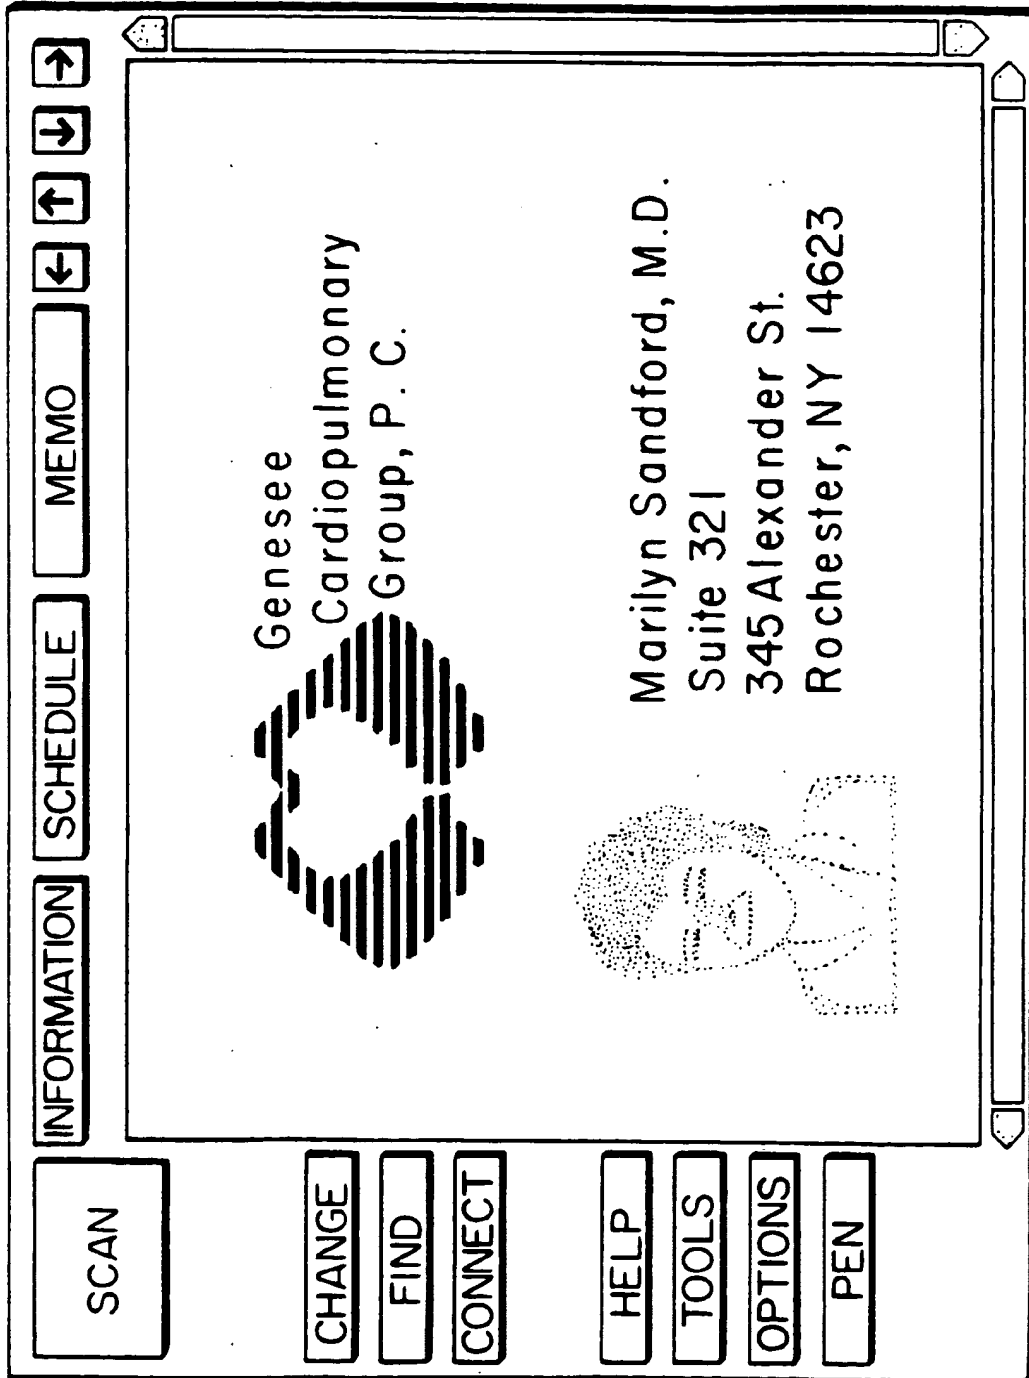 SCAN
INFORMATION
SCHEDULE
MEMO
← ↑ ↓ →
CHANGE
FIND
CONNECT
HELP
TOOLS
OPTIONS
PEN
Genesee
Cardiopulmonary
Group, P. C.
Marilyn Sandford, M.D.
Suite 321
345 Alexander St.
Rochester, NY 14623